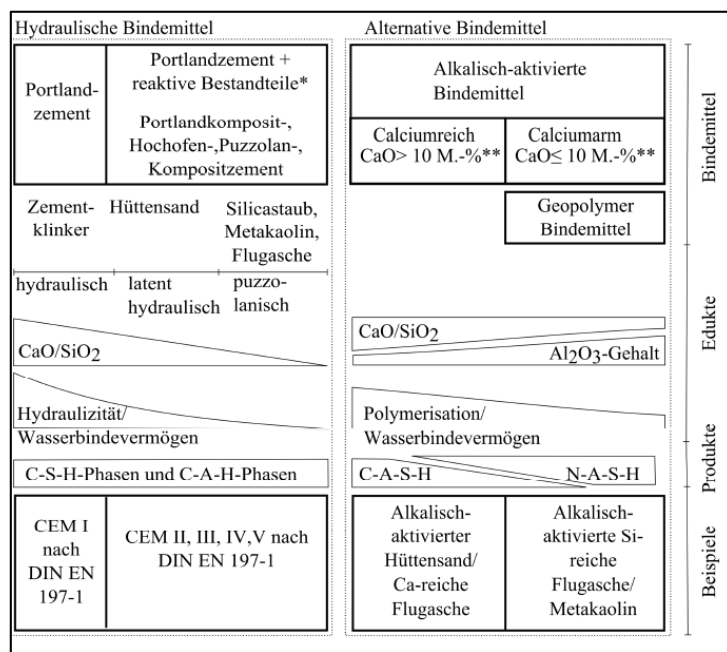 Hydraulische Bindemittel
Portland-
zement
Portlandzement +
reaktive Bestandteile*
Portlandkomposit-,
Hochofen-,Puzzolan-,
Kompositzement
Zement-
klinker
Hüttensand
Silicastaub,
Metakaolin,
Flugasche
hydraulisch
latent
hydraulisch
puzzo-
lanisch
CaO/SiO2
Hydraulizität/
Wasserbindevermögen
C-S-H-Phasen und C-A-H-Phasen
CEM I
nach
DIN EN
197-1
CEM II, III, IV,V nach
DIN EN 197-1
Alternative Bindemittel
Alkalisch-aktivierte
Bindemittel
Calciumreich
CaO> 10 M.-%**
Calciumarm
CaO≤ 10 M.-%**
Geopolymer
Bindemittel
CaO/SiO2
Al2O3-Gehalt
Polymerisation/
Wasserbindevermögen
C-A-S-H
N-A-S-H
Alkalisch-
aktivierter
Hüttensand/
Ca-reiche
Flugasche
Alkalisch-
aktivierte Si-
reiche
Flugasche/
Metakaolin
Bindemittel
Edukte
Produkte
Beispiele